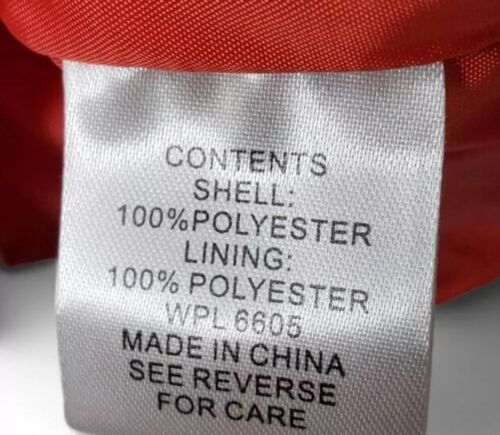 CONTENTS
SHELL:
100%POLYESTER
LINING:
100% POLYESTER
WPL 6605
MADE IN CHINA
SEE REVERSE
FOR CARE